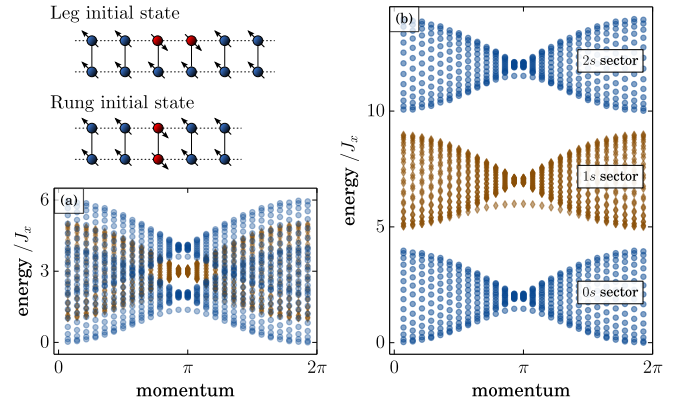 Leg initial state
Rung initial state
(a)
energy / J_x
6
3
0
0
π
2π
momentum
(b)
energy / J_x
10
5
0
2s sector
1s sector
0s sector
0
π
2π
momentum